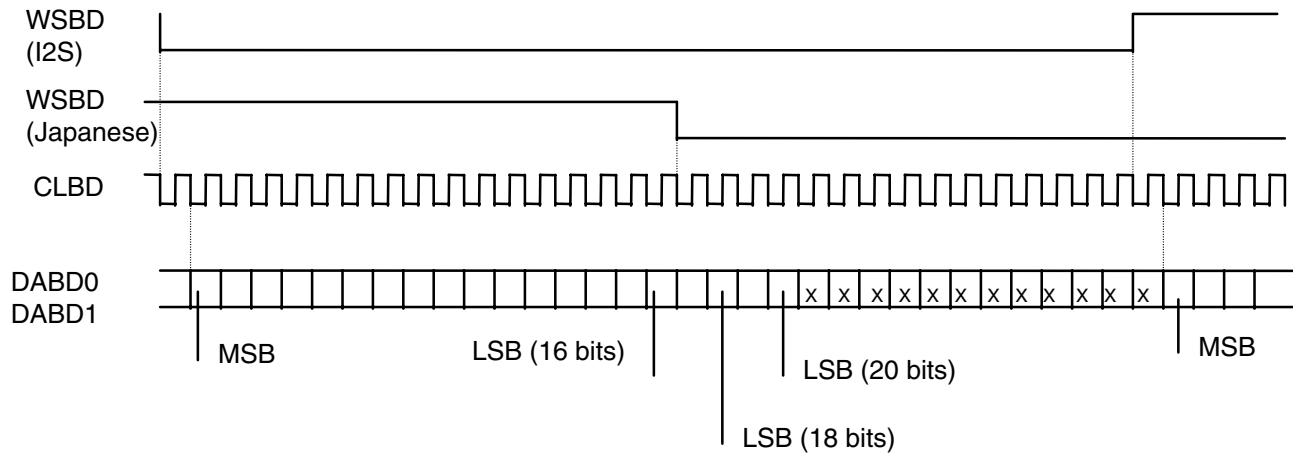 WSBD
(I2S)
WSBD
(Japanese)
CLBD
DABD0
DABD1
x x x x x x x x x x x x
MSB
LSB (16 bits)
LSB (20 bits)
MSB
LSB (18 bits)